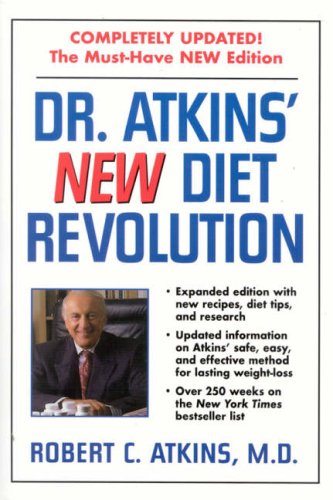 COMPLETELY UPDATED!
The Must-Have NEW Edition
DR. ATKINS'
NEW DIET
REVOLUTION
• Expanded edition with
new recipes, diet tips, and
research
• Updated information
on Atkins' safe, easy,
and effective method
for lasting weight-loss
• Over 250 weeks on
the New York Times
bestseller list
ROBERT C. ATKINS, M.D.